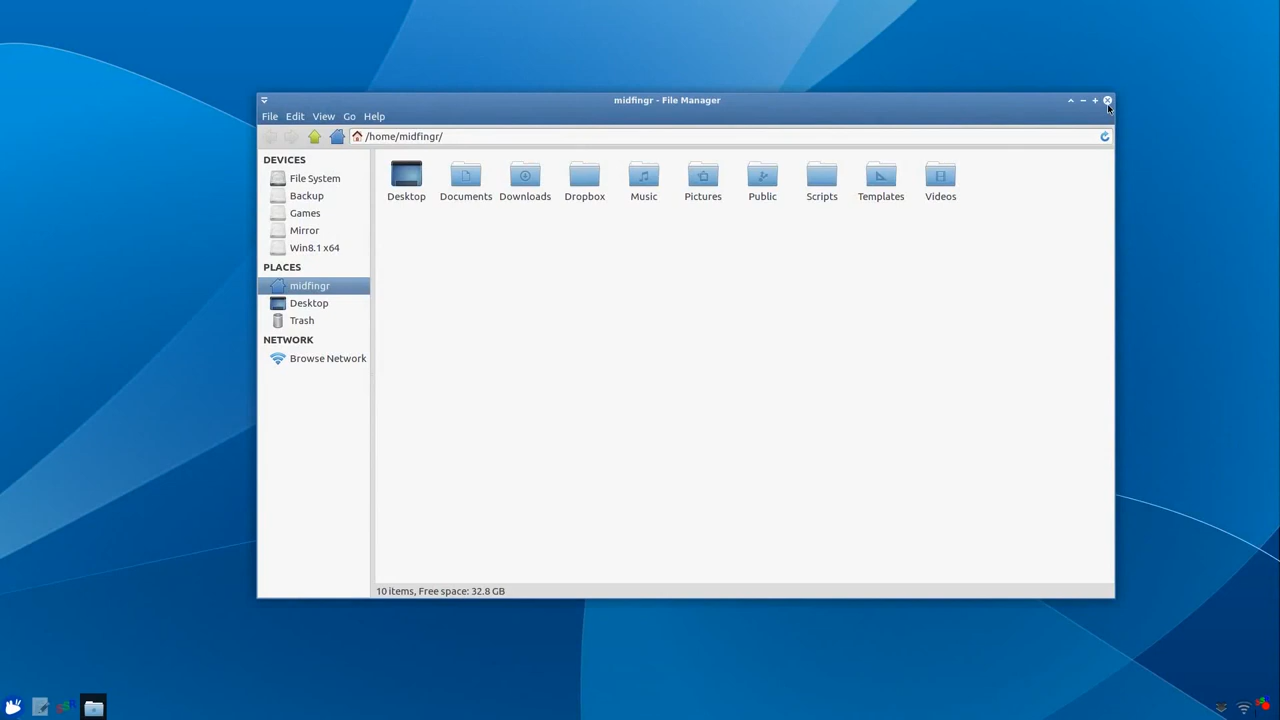 midfingr - File Manager
File Edit View Go Help
/home/midfingr/
DEVICES
File System
Backup
Games
Mirror
Win8.1 x64
PLACES
midfingr
Desktop
Trash
NETWORK
Browse Network
Desktop Documents Downloads Dropbox Music Pictures Public Scripts Templates Videos
10 items, Free space: 32.8 GB